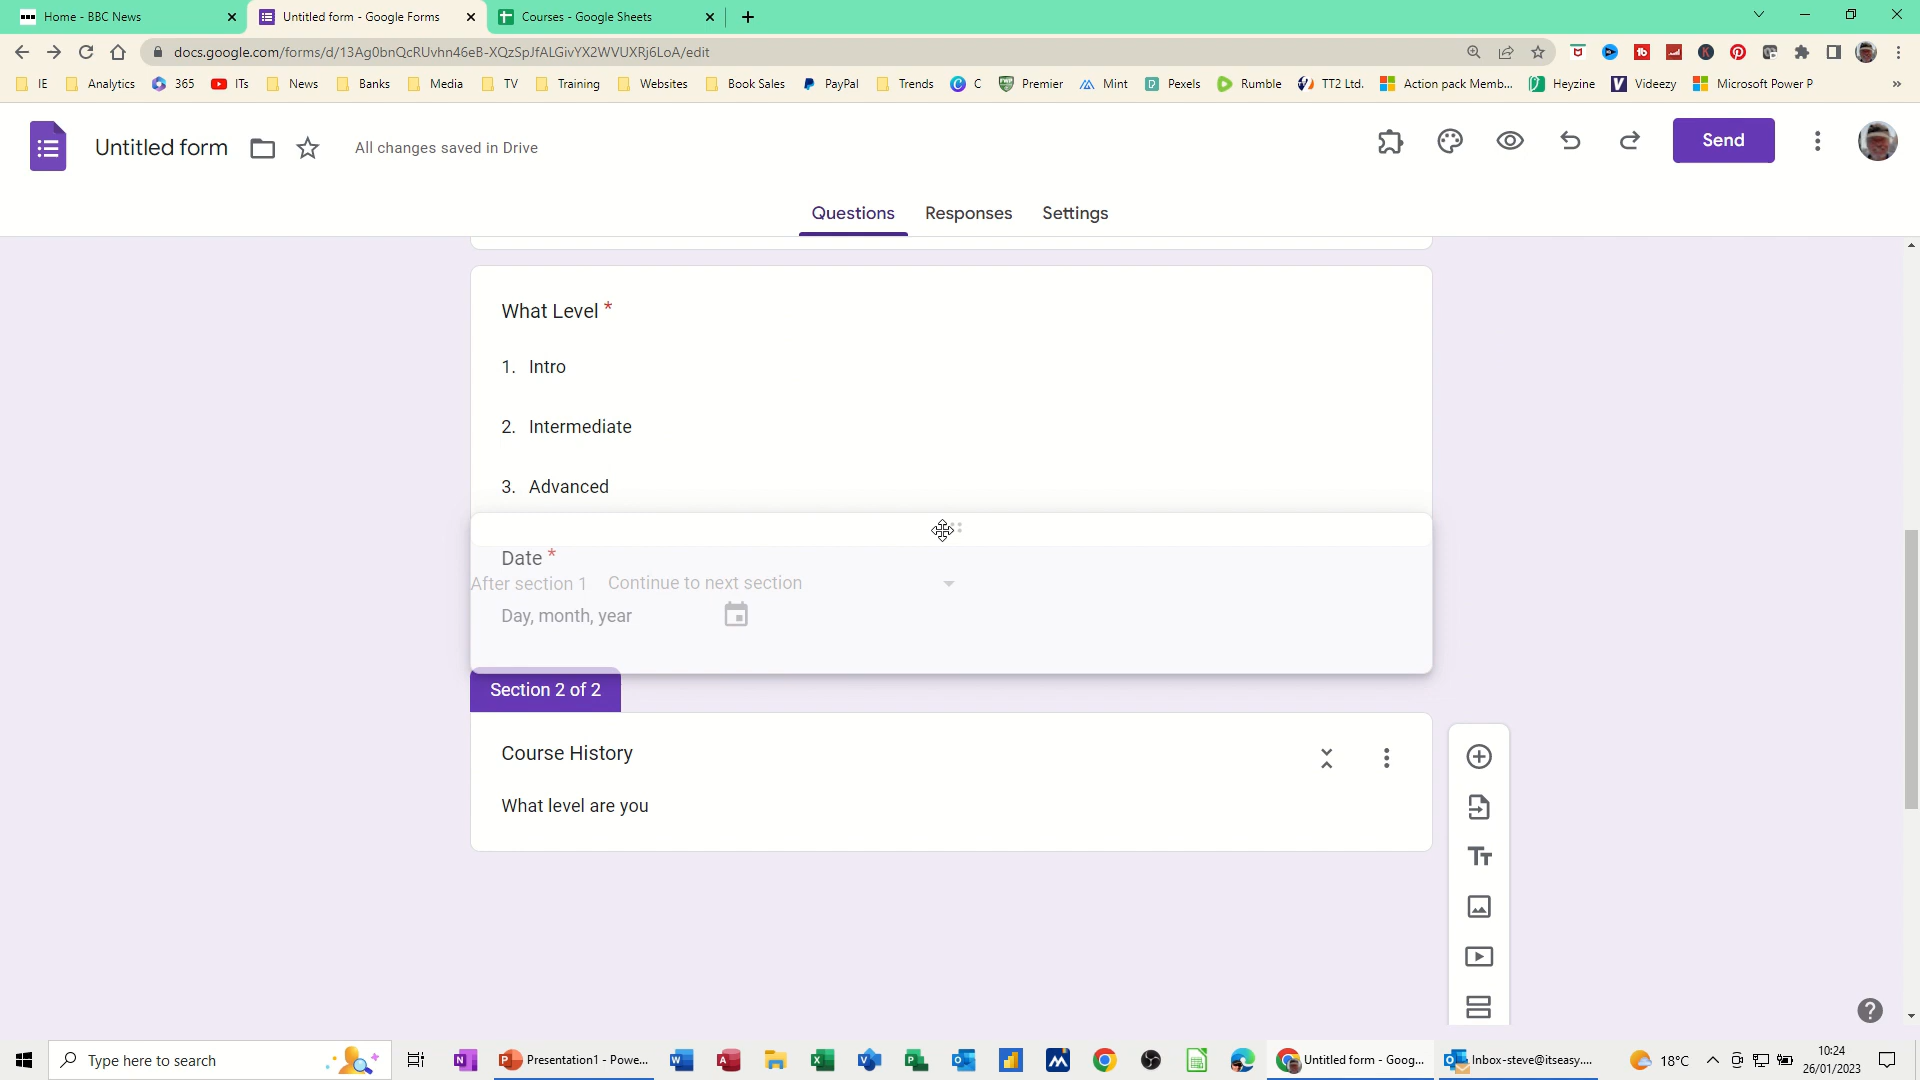 Home - BBC News
Untitled form - Google Forms
Courses - Google Sheets
docs.google.com/forms/d/13Ag0bnQcRUvhn46eB-XQzSpJfALGivYX2WVUXRj6LoA/edit
IE Analytics 365 ITs News Banks Media TV Training Websites Book Sales PayPal Trends C Premier Mint Pexels Rumble TT2 Ltd. Action pack Memb... Heyzine Videezy Microsoft Power P »
Untitled form
All changes saved in Drive
Send
Questions Responses Settings
What Level *
1. Intro
2. Intermediate
3. Advanced
Date *
After section 1 Continue to next section
Day, month, year
Section 2 of 2
Course History
What level are you
Type here to search
Presentation1 - Powe...
Untitled form - Goog...
Inbox-steve@itseasy....
18°C
10:24
26/01/2023